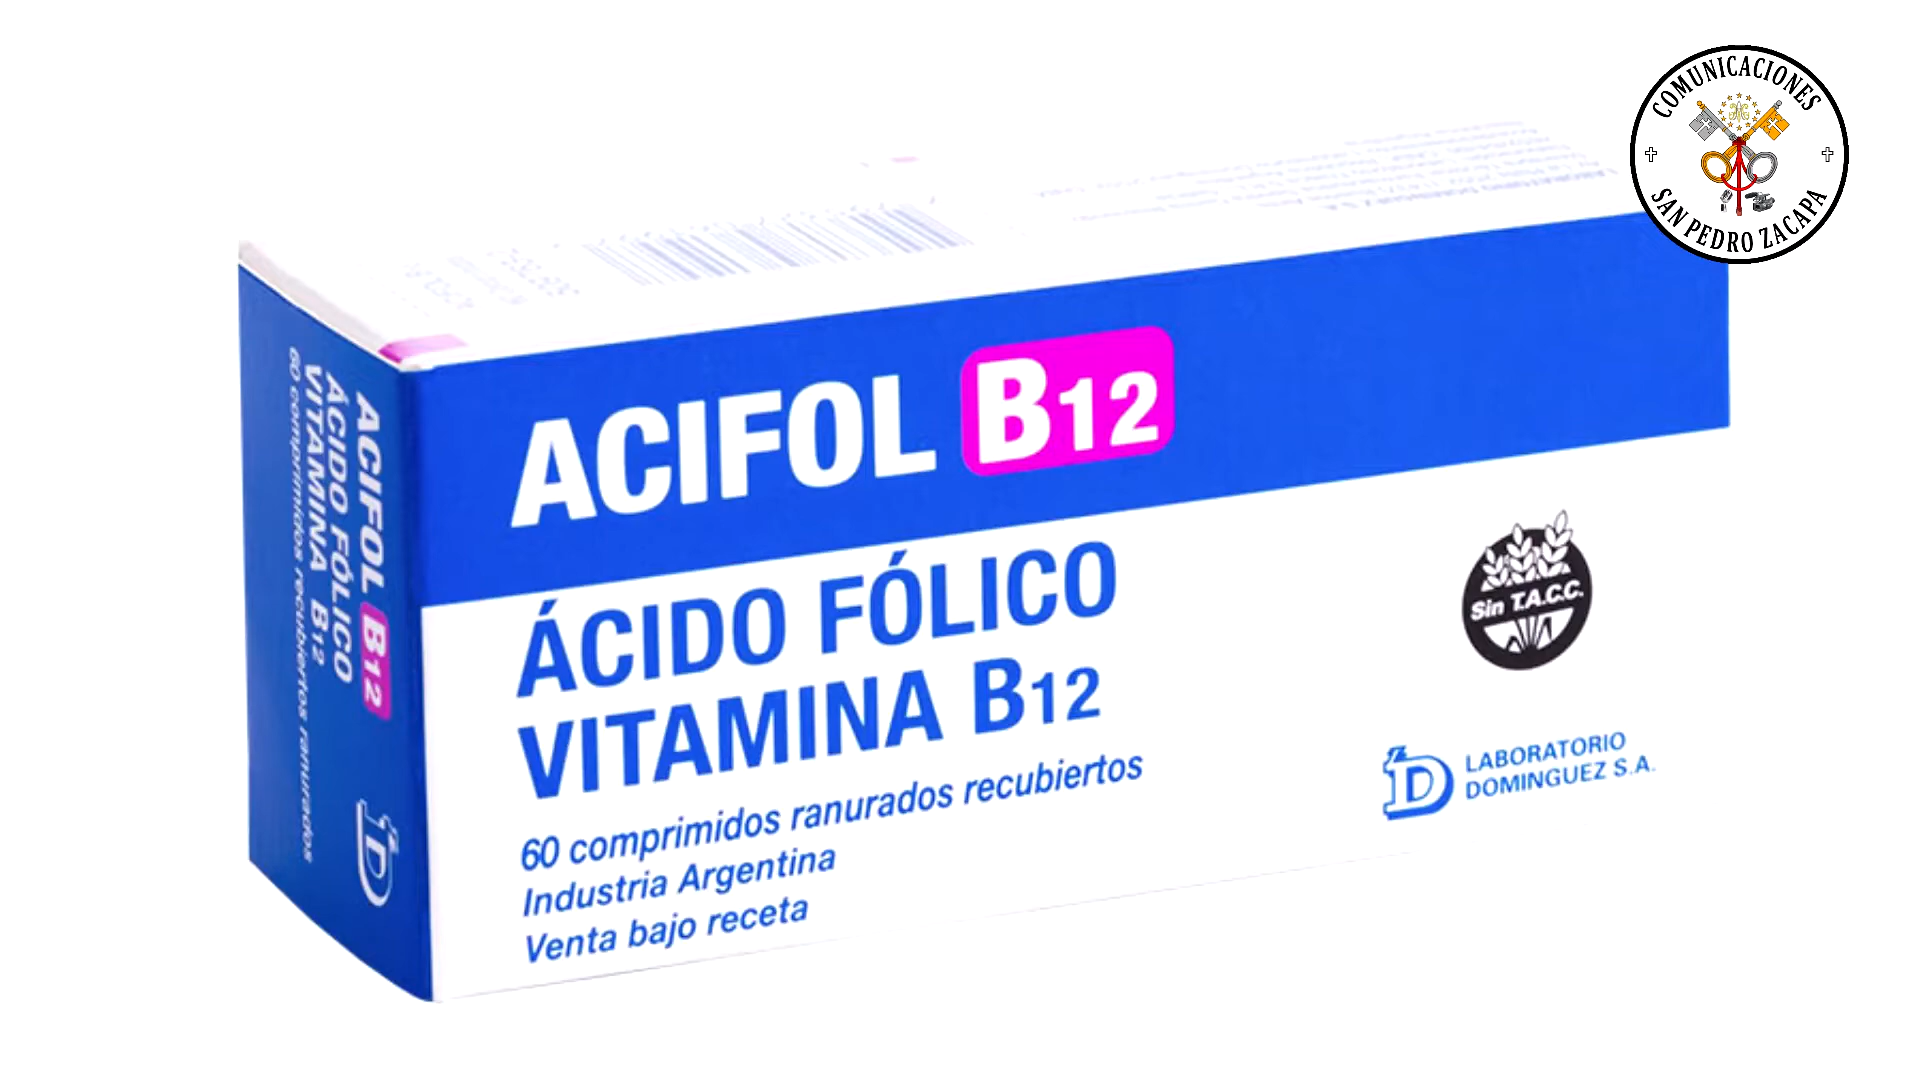 COMUNICACIONES
SAN PEDRO ZACAPA
ACIFOL B12
ÁCIDO FÓLICO
VITAMINA B12
60 comprimidos ranurados recubiertos
Industria Argentina
Venta bajo receta
Sin T.A.C.C.
LABORATORIO
DOMINGUEZ S.A.
ACIFOL B12
ÁCIDO FÓLICO
VITAMINA B12
60 comprimidos recubiertos ranurados